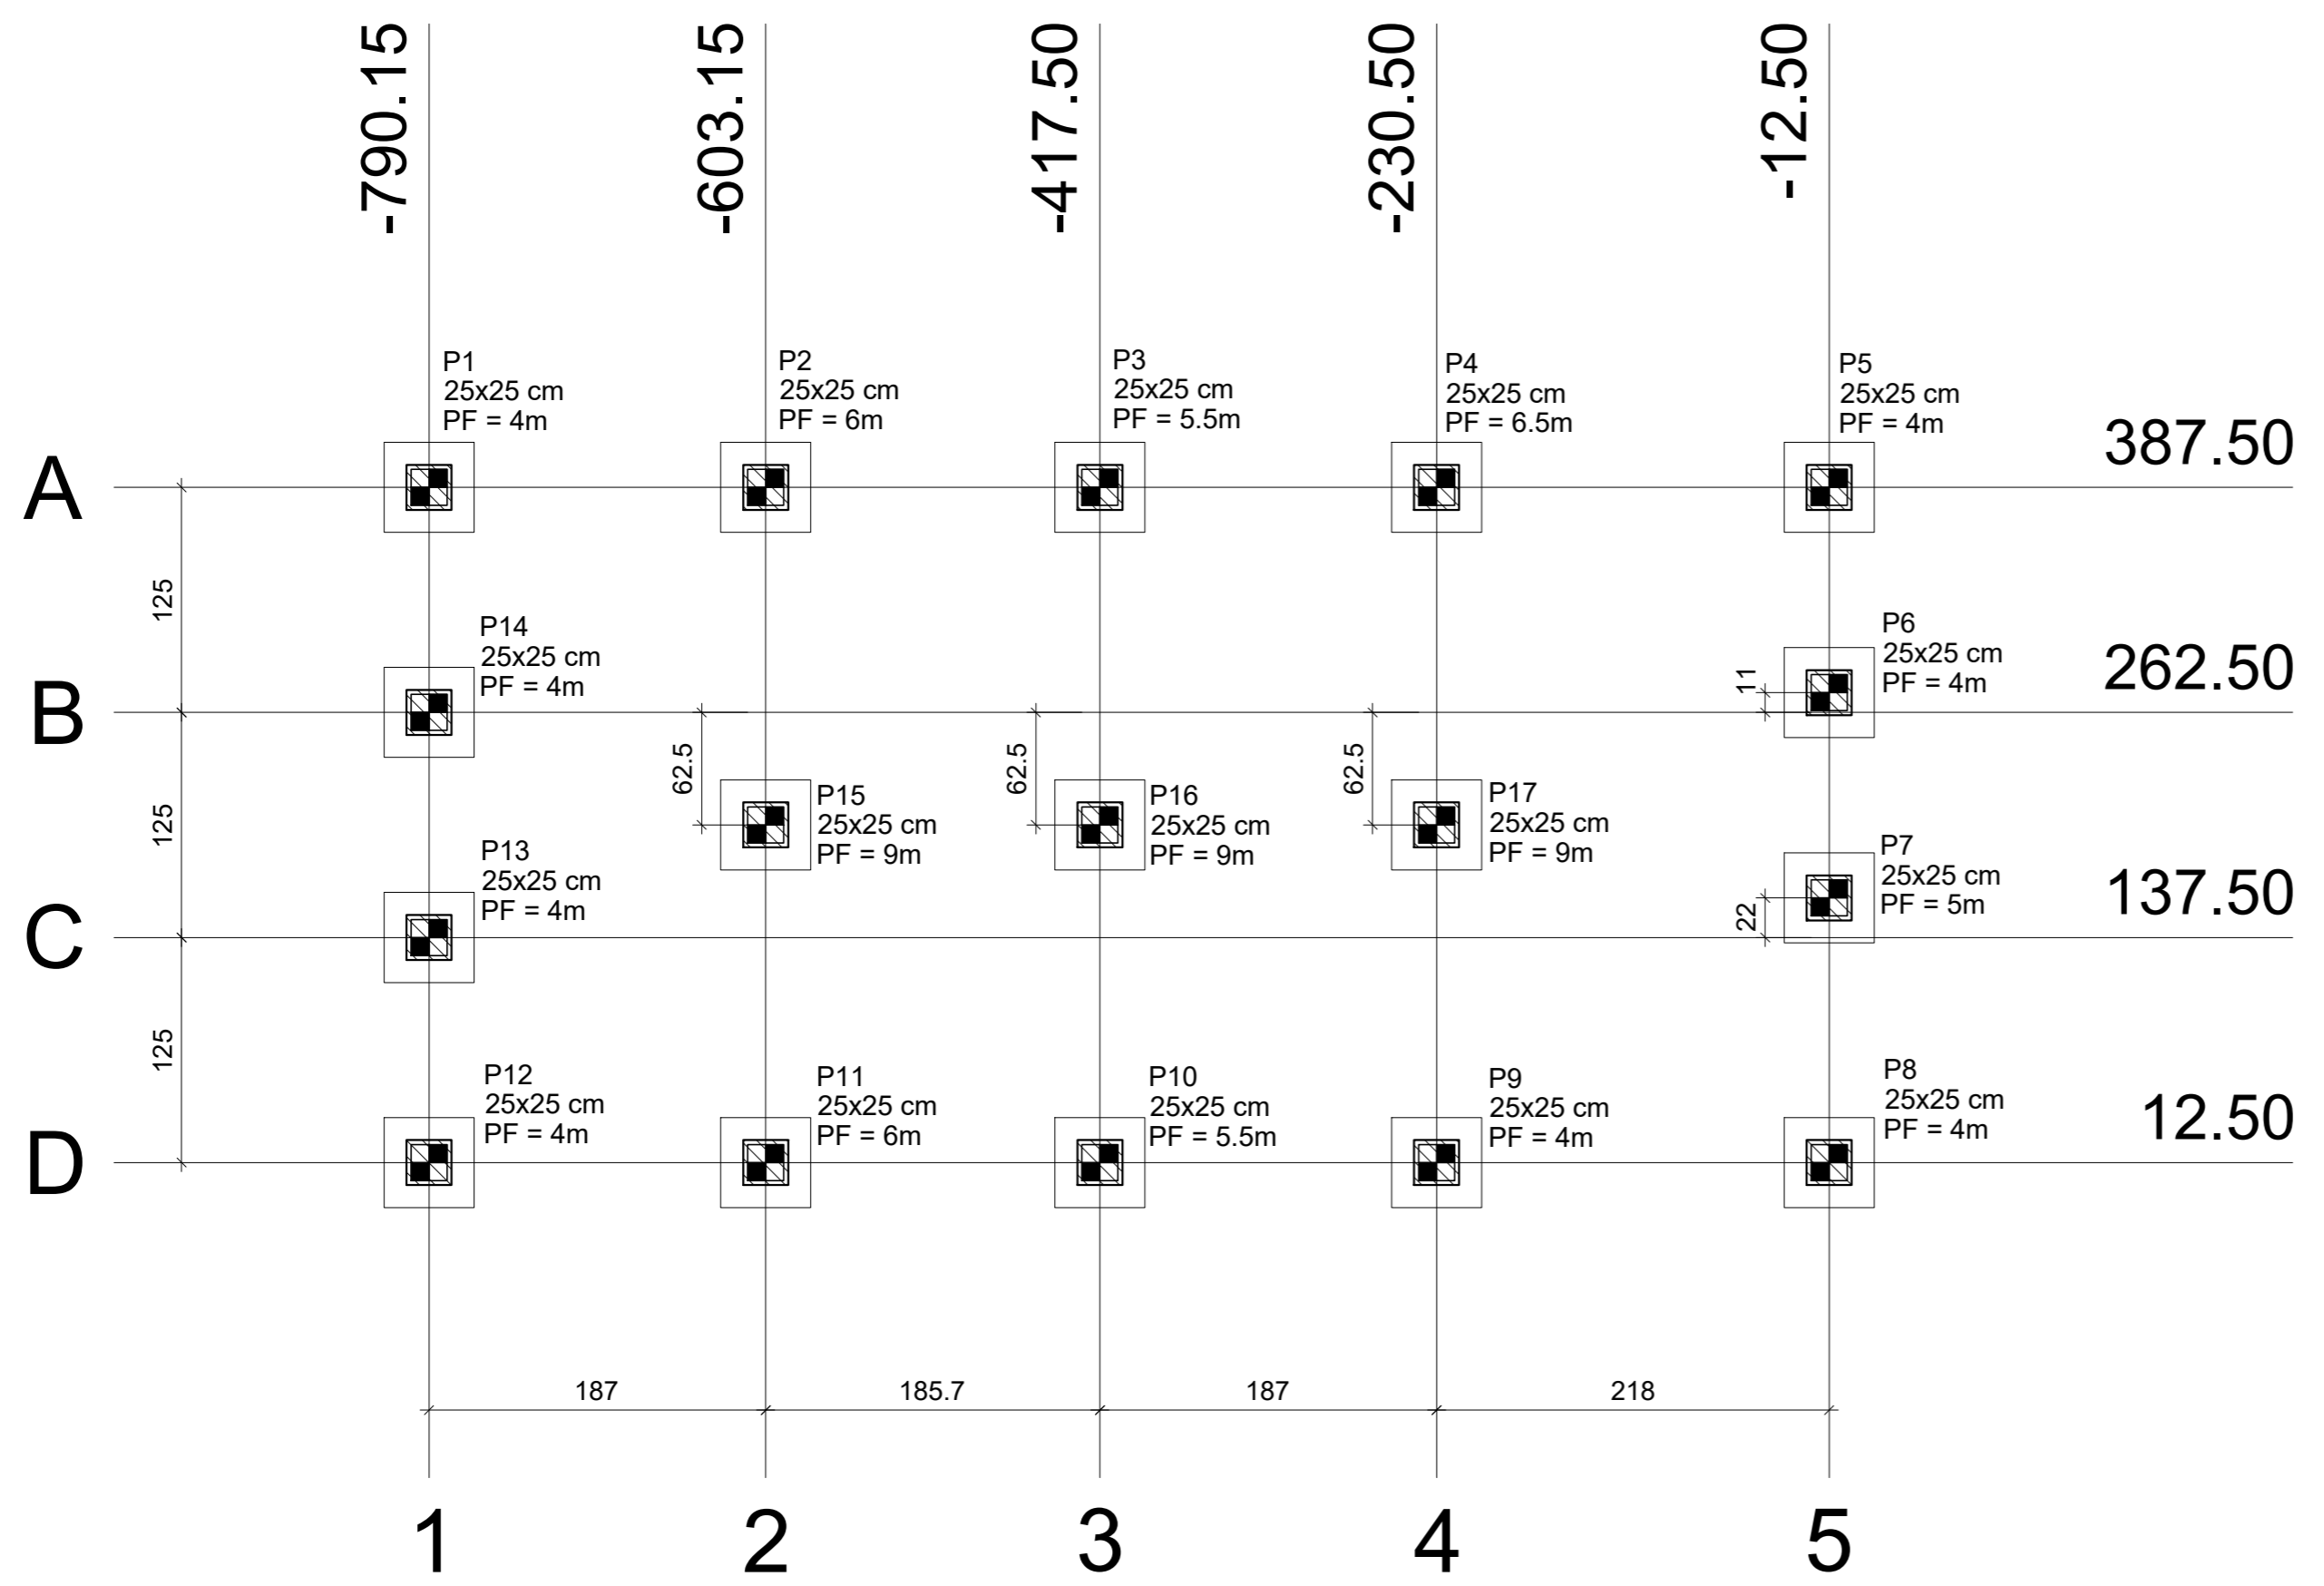 -790.15
-603.15
-417.50
-230.50
-12.50
P1
25x25 cm
PF = 4m
P2
25x25 cm
PF = 6m
P3
25x25 cm
PF = 5.5m
P4
25x25 cm
PF = 6.5m
P5
25x25 cm
PF = 4m
387.50
A
125
P14
25x25 cm
PF = 4m
P6
25x25 cm
PF = 4m
11
262.50
B
62.5
62.5
62.5
125
P15
25x25 cm
PF = 9m
P16
25x25 cm
PF = 9m
P17
25x25 cm
PF = 9m
P13
25x25 cm
PF = 4m
P7
25x25 cm
PF = 5m
22
137.50
C
125
P12
25x25 cm
PF = 4m
P11
25x25 cm
PF = 6m
P10
25x25 cm
PF = 5.5m
P9
25x25 cm
PF = 4m
P8
25x25 cm
PF = 4m
12.50
D
187
185.7
187
218
1
2
3
4
5